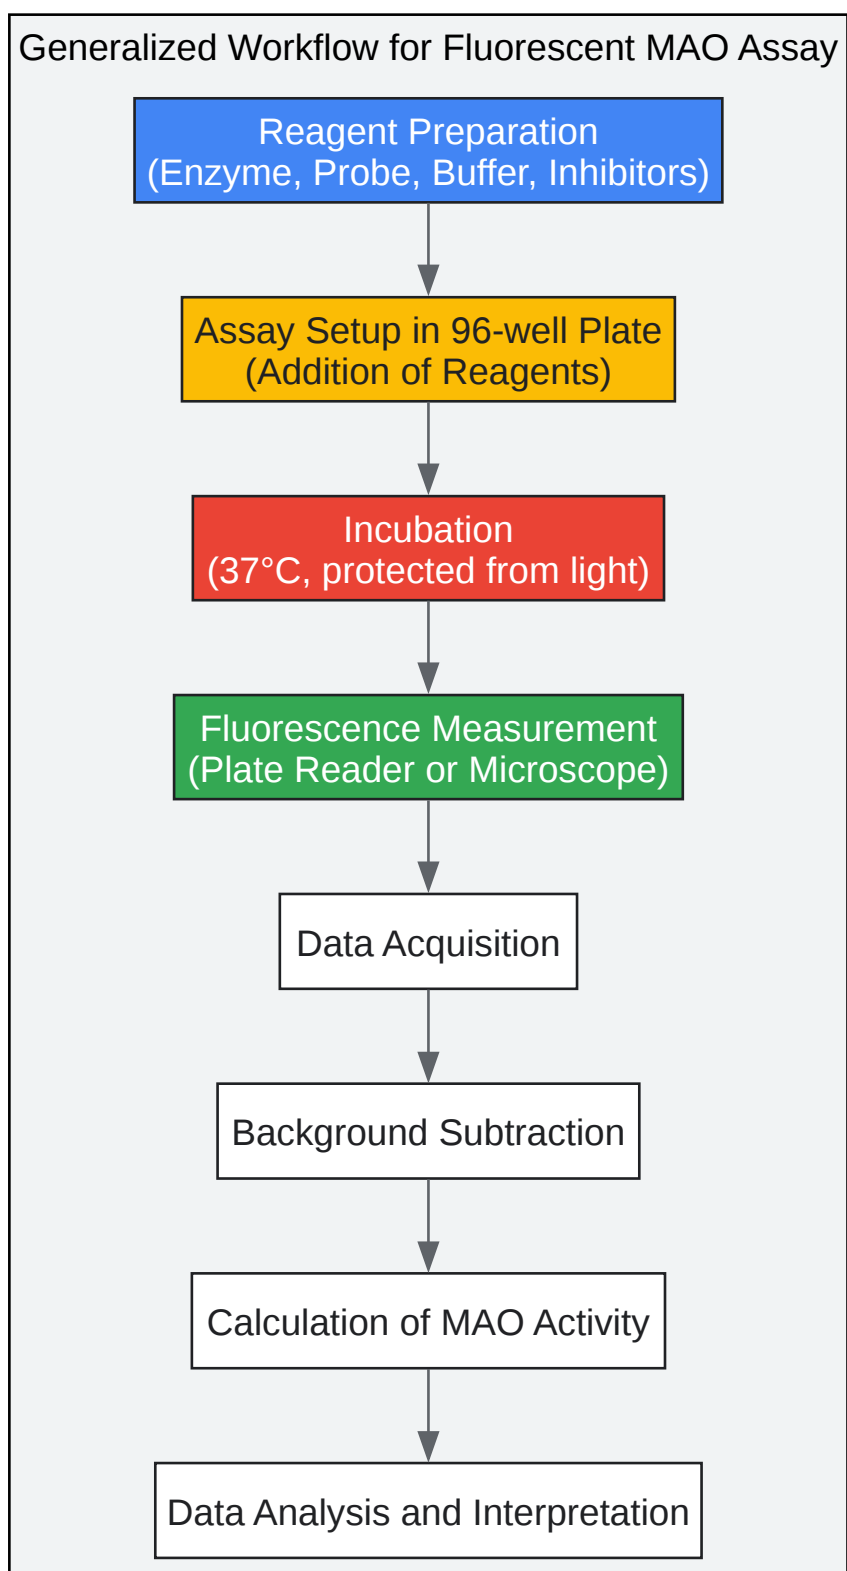 Generalized Workflow for Fluorescent MAO Assay
Reagent Preparation
(Enzyme, Probe, Buffer, Inhibitors)
Assay Setup in 96-well Plate
(Addition of Reagents)
Incubation
(37°C, protected from light)
Fluorescence Measurement
(Plate Reader or Microscope)
Data Acquisition
Background Subtraction
Calculation of MAO Activity
Data Analysis and Interpretation